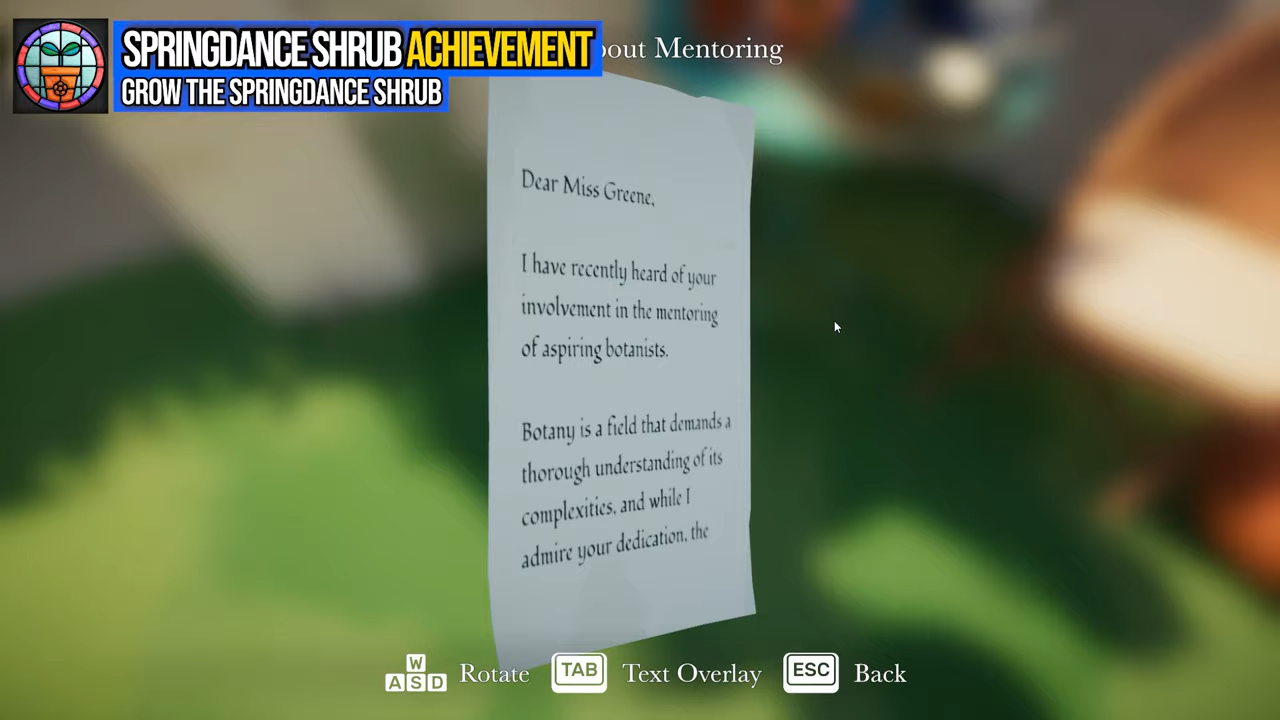 SPRINGDANCE SHRUB ACHIEVEMENT
GROW THE SPRINGDANCE SHRUB
bout Mentoring
Dear Miss Greene,
I have recently heard of your
involvement in the mentoring
of aspiring botanists.
Botany is a field that demands a
thorough understanding of its
complexities, and while I
admire your dedication, the
W
A S D Rotate TAB Text Overlay ESC Back